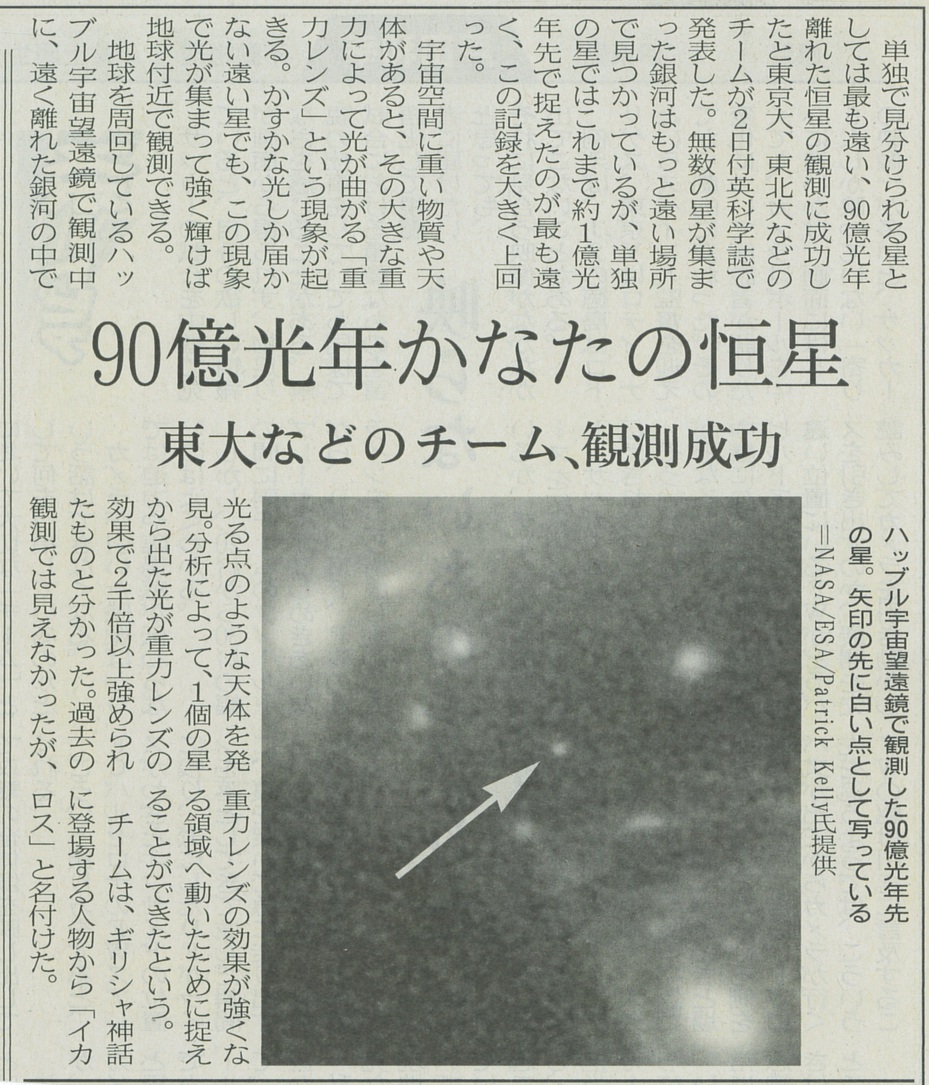 単独で見分けられる星と
しては最も遠い、90億光年
離れた恒星の観測に成功し
たと東京大、東北大などの
チームが2日付英科学誌で
発表した。無数の星が集ま
った銀河はもっと遠い場所
で見つかっているが、単独
の星ではこれまで約1億光
年先で捉えたのが最も遠
く、この記録を大きく上回
った。
宇宙空間に重い物質や天
体があると、その大きな重
力によって光が曲がる「重
力レンズ」という現象が起
きる。かすかな光しか届か
ない遠い星でも、この現象
で光が集まって強く輝けば
地球付近で観測できる。
地球を周回しているハッ
ブル宇宙望遠鏡で観測中
に、遠く離れた銀河の中で
90億光年かなたの恒星
東大などのチーム、観測成功
ハッブル宇宙望遠鏡で観測した90億光年先
の星。矢印の先に白い点として写っている
=NASA/ESA/Patrick Kelly氏提供
光る点のような天体を発
見。分析によって、1個の星
から出た光が重力レンズの
効果で2千倍以上強められ
たものと分かった。過去の
観測では見えなかったが、
重力レンズの効果が強くな
る領域へ動いたために捉え
ることができたという。
チームは、ギリシャ神話
に登場する人物から「イカ
ロス」と名付けた。